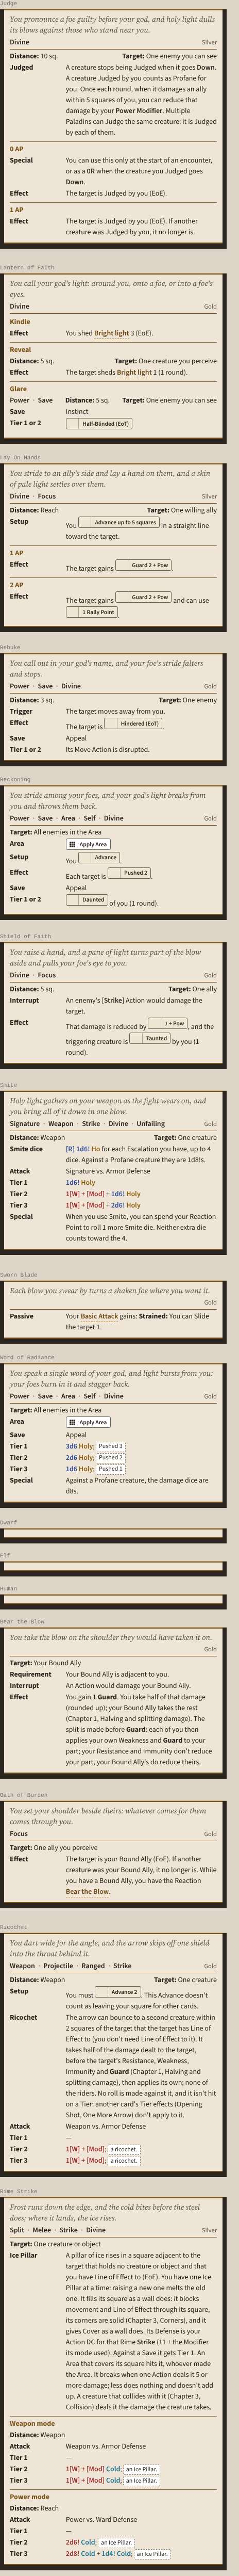 Judge
You pronounce a foe guilty before your god, and holy light dulls
its blows against those who stand near you.
Divine Silver
Distance: 10 sq. Target: One enemy you can see
Judged A creature stops being Judged when it goes Down.
A creature Judged by you counts as Profane for
you. Once each round, when it damages an ally
within 5 squares of you, you can reduce that
damage by your Power Modifier. Multiple
Paladins can Judge the same creature: it is Judged
by each of them.
0 AP
Special You can use this only at the start of an encounter,
or as a 0R when the creature you Judged goes
Down.
Effect The target is Judged by you (EoE).
1 AP
Effect The target is Judged by you (EoE). If another
creature was Judged by you, it no longer is.
Lantern of Faith
You call your god's light: around you, onto a foe, or into a foe's
eyes.
Divine Gold
Kindle
Effect You shed Bright light 3 (EoE).
Reveal
Distance: 5 sq. Target: One creature you perceive
Effect The target sheds Bright light 1 (1 round).
Glare
Power · Save Distance: 5 sq. Target: One enemy you can see
Save Instinct
Tier 1 or 2 Half-Blinded (EoT)
Lay On Hands
You stride to an ally's side and lay a hand on them, and a skin
of pale light settles over them.
Divine · Focus Silver
Distance: Reach Target: One willing ally
Setup You Advance up to 5 squares in a straight line
toward the target.
1 AP
Effect The target gains Guard 2 + Pow.
2 AP
Effect The target gains Guard 2 + Pow and can use
1 Rally Point.
Rebuke
You call out in your god's name, and your foe's stride falters
and stops.
Power · Save · Divine Gold
Distance: 3 sq. Target: One enemy
Trigger The target moves away from you.
Effect The target is Hindered (EoT).
Save Appeal
Tier 1 or 2 Its Move Action is disrupted.
Reckoning
You stride among your foes, and your god's light breaks from
you and throws them back.
Power · Save · Area · Self · Divine Gold
Target: All enemies in the Area
Area Apply Area
Setup You Advance.
Effect Each target is Pushed 2.
Save Appeal
Tier 1 or 2 Daunted of you (1 round).
Shield of Faith
You raise a hand, and a pane of light turns part of the blow
aside and pulls your foe's eye to you.
Divine · Focus Gold
Distance: 5 sq. Target: One ally
Interrupt An enemy's [Strike] Action would damage the
target.
Effect That damage is reduced by 1 + Pow, and the
triggering creature is Taunted by you (1
round).
Smite
Holy light gathers on your weapon as the fight wears on, and
you bring all of it down in one blow.
Signature · Weapon · Strike · Divine · Unfailing Gold
Distance: Weapon Target: One creature
Smite dice [R] 1d6! Ho for each Escalation you have, up to 4
dice. Against a Profane creature they are 1d8!s.
Attack Signature vs. Armor Defense
Tier 1 1d6! Holy
Tier 2 1[W] + [Mod] + 1d6! Holy
Tier 3 1[W] + [Mod] + 2d6! Holy
Special When you use Smite, you can spend your Reaction
Point to roll 1 more Smite die. Neither extra die
counts toward the 4.
Sworn Blade
Each blow you swear by turns a shaken foe where you want it.
Gold
Passive Your Basic Attack gains: Strained: You can Slide
the target 1.
Word of Radiance
You speak a single word of your god, and light bursts from you:
your foes burn in it and stagger back.
Power · Save · Area · Self · Divine Gold
Target: All enemies in the Area
Area Apply Area
Save Appeal
Tier 1 3d6 Holy; Pushed 3
Tier 2 2d6 Holy; Pushed 2
Tier 3 1d6 Holy; Pushed 1
Special Against a Profane creature, the damage dice are
d8s.
Dwarf
Elf
Human
Bear the Blow
You take the blow on the shoulder they would have taken it on.
Gold
Target: Your Bound Ally
Requirement Your Bound Ally is adjacent to you.
Interrupt An Action would damage your Bound Ally.
Effect You gain 1 Guard. You take half of that damage
(rounded up); your Bound Ally takes the rest
(Chapter 1, Halving and splitting damage). The
split is made before Guard: each of you then
applies your own Weakness and Guard to your
part; your Resistance and Immunity don't reduce
your part, your Bound Ally's do reduce theirs.
Oath of Burden
You set your shoulder beside theirs: whatever comes for them
comes through you.
Focus Gold
Target: One ally you perceive
Effect The target is your Bound Ally (EoE). If another
creature was your Bound Ally, it no longer is. While
you have a Bound Ally, you have the Reaction
Bear the Blow.
Ricochet
You dart wide for the angle, and the arrow skips off one shield
into the throat behind it.
Weapon · Projectile · Ranged · Strike Gold
Distance: Weapon Target: One creature
Setup You must Advance 2. This Advance doesn't
count as leaving your square for other cards.
Ricochet The arrow can bounce to a second creature within
2 squares of the target that the target has Line of
Effect to (you don't need Line of Effect to it). It
takes half of the damage dealt to the target,
before the target's Resistance, Weakness,
Immunity and Guard (Chapter 1, Halving and
splitting damage), then applies its own; none of
the riders. No roll is made against it, and it isn't hit
on a Tier: another card's Tier effects (Opening
Shot, One More Arrow) don't apply to it.
Attack Weapon vs. Armor Defense
Tier 1 —
Tier 2 1[W] + [Mod]; a ricochet.
Tier 3 1[W] + [Mod]; a ricochet.
Rime Strike
Frost runs down the edge, and the cold bites before the steel
does; where it lands, the ice rises.
Split · Melee · Strike · Divine Silver
Target: One creature or object
Ice Pillar A pillar of ice rises in a square adjacent to the
target that holds no creature or object and that
you have Line of Effect to (EoE). You have one Ice
Pillar at a time: raising a new one melts the old
one. It fills its square as a wall does: it blocks
movement and Line of Effect through its square,
its corners are solid (Chapter 3, Corners), and it
gives Cover as a wall does. Its Defense is your
Action DC for that Rime Strike (11 + the Modifier
its mode used). Against a Save it gets Tier 1. An
Area that covers its square hits it, whoever made
the Area. It breaks when one Action deals it 5 or
more damage; less does nothing and doesn't add
up. A creature that collides with it (Chapter 3,
Collision) deals it the damage the creature takes.
Weapon mode
Distance: Weapon
Attack Weapon vs. Armor Defense
Tier 1 —
Tier 2 1[W] + [Mod] Cold; an Ice Pillar.
Tier 3 1[W] + [Mod] Cold; an Ice Pillar.
Power mode
Distance: Reach
Attack Power vs. Ward Defense
Tier 1 —
Tier 2 2d6! Cold; an Ice Pillar.
Tier 3 2d8! Cold + 1d4! Cold; an Ice Pillar.